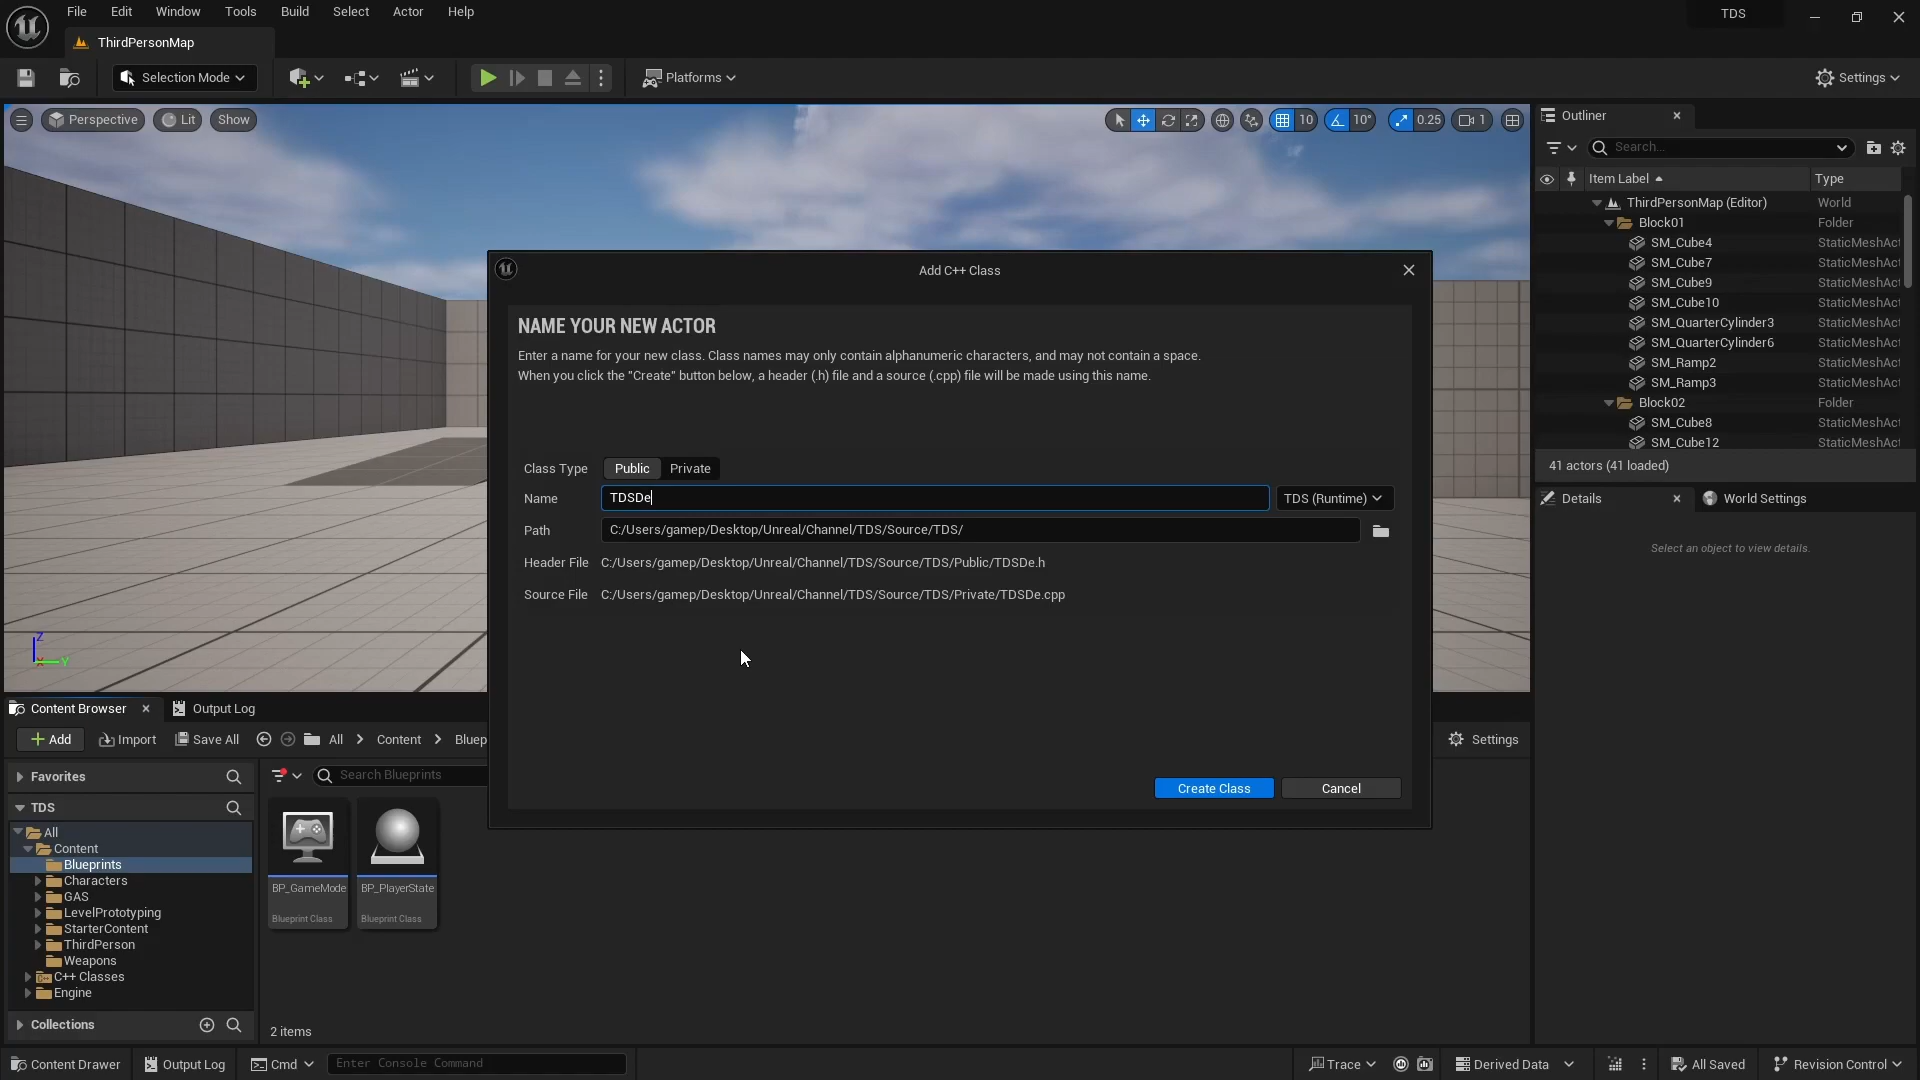 File Edit Window Tools Build Select Actor Help
TDS
ThirdPersonMap
Selection Mode
Platforms
Settings
Perspective
Lit
Show
10
10°
0.25
1
Outliner
Search...
Item Label
Type
ThirdPersonMap (Editor) World
Block01 Folder
SM_Cube4 StaticMeshAct
SM_Cube7 StaticMeshAct
SM_Cube9 StaticMeshAct
SM_Cube10 StaticMeshAct
SM_QuarterCylinder3 StaticMeshAct
SM_QuarterCylinder6 StaticMeshAct
SM_Ramp2 StaticMeshAct
SM_Ramp3 StaticMeshAct
Block02 Folder
SM_Cube8 StaticMeshAct
SM_Cube12 StaticMeshAct
41 actors (41 loaded)
Details
World Settings
Select an object to view details.
Add C++ Class
NAME YOUR NEW ACTOR
Enter a name for your new class. Class names may only contain alphanumeric characters, and may not contain a space.
When you click the "Create" button below, a header (.h) file and a source (.cpp) file will be made using this name.
Class Type Public Private
Name TDSDe TDS (Runtime)
Path C:/Users/gamep/Desktop/Unreal/Channel/TDS/Source/TDS/
Header File C:/Users/gamep/Desktop/Unreal/Channel/TDS/Source/TDS/Public/TDSDe.h
Source File C:/Users/gamep/Desktop/Unreal/Channel/TDS/Source/TDS/Private/TDSDe.cpp
Create Class
Cancel
Z
X
Y
Content Browser
Output Log
Add
Import
Save All
All
Content
Bluep
Settings
Favorites
Search Blueprints
TDS
All
Content
Blueprints
Characters
GAS
LevelPrototyping
StarterContent
ThirdPerson
Weapons
C++ Classes
Engine
Collections
BP_GameMode
Blueprint Class
BP_PlayerState
Blueprint Class
2 items
Content Drawer
Output Log
Cmd
Enter Console Command
Trace
Derived Data
All Saved
Revision Control